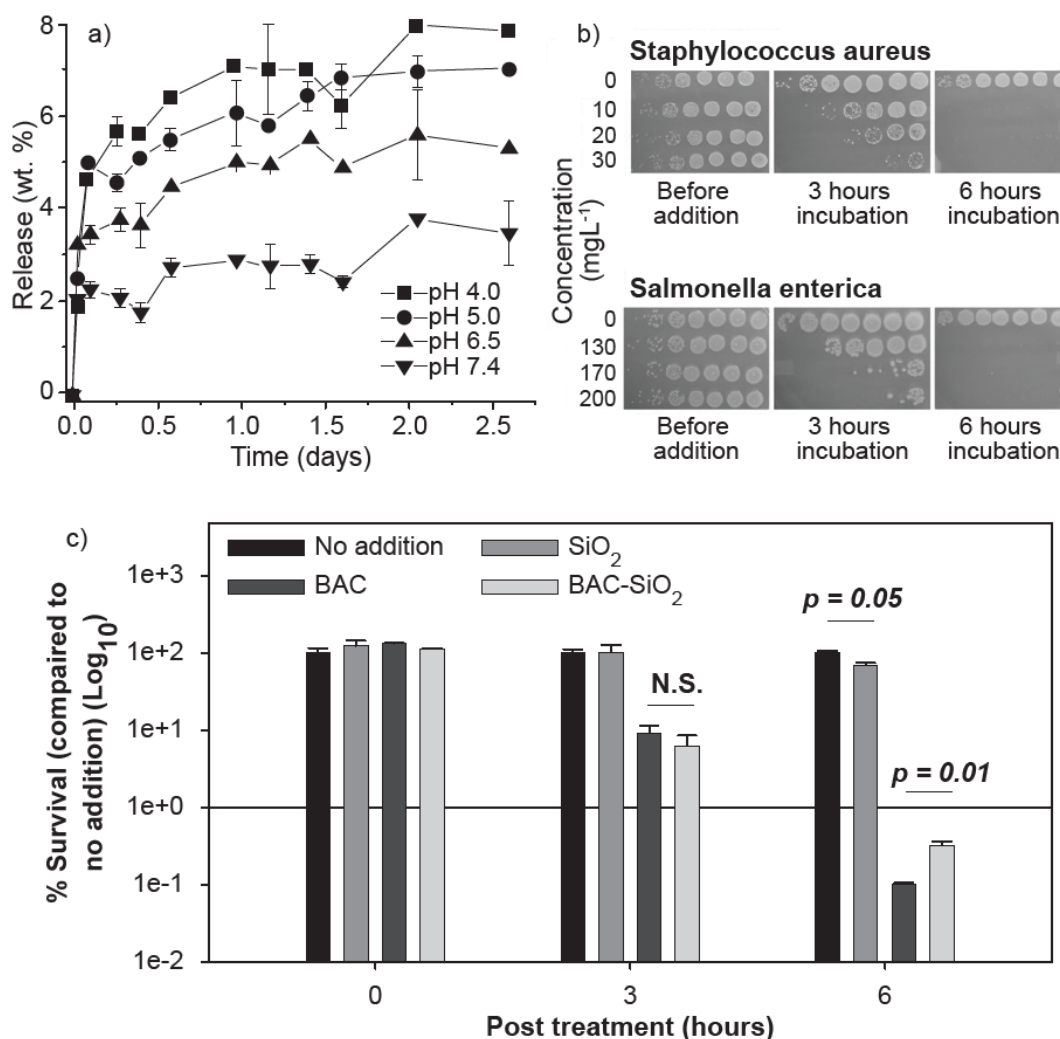 a)
Release (wt. %)
8
6
4
2
0
0.0 0.5 1.0 1.5 2.0 2.5
Time (days)
pH 4.0
pH 5.0
pH 6.5
pH 7.4
b)
Concentration
(mgL⁻¹)
Staphylococcus aureus
0
10
20
30
Before
addition
3 hours
incubation
6 hours
incubation
Salmonella enterica
0
130
170
200
Before
addition
3 hours
incubation
6 hours
incubation
c)
% Survival (compaired to
no addition) (Log₁₀)
No addition
SiO₂
BAC
BAC-SiO₂
1e+3
1e+2
1e+1
1e+0
1e-1
1e-2
N.S.
p = 0.05
p = 0.01
0 3 6
Post treatment (hours)